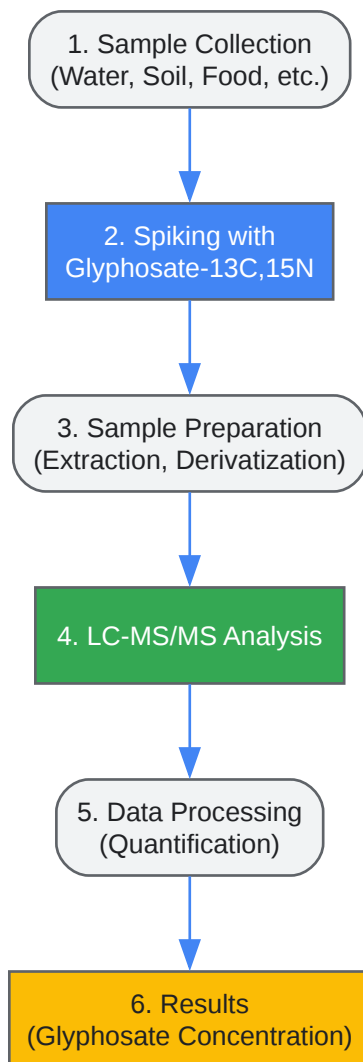 1. Sample Collection
(Water, Soil, Food, etc.)
2. Spiking with
Glyphosate-13C,15N
3. Sample Preparation
(Extraction, Derivatization)
4. LC-MS/MS Analysis
5. Data Processing
(Quantification)
6. Results
(Glyphosate Concentration)